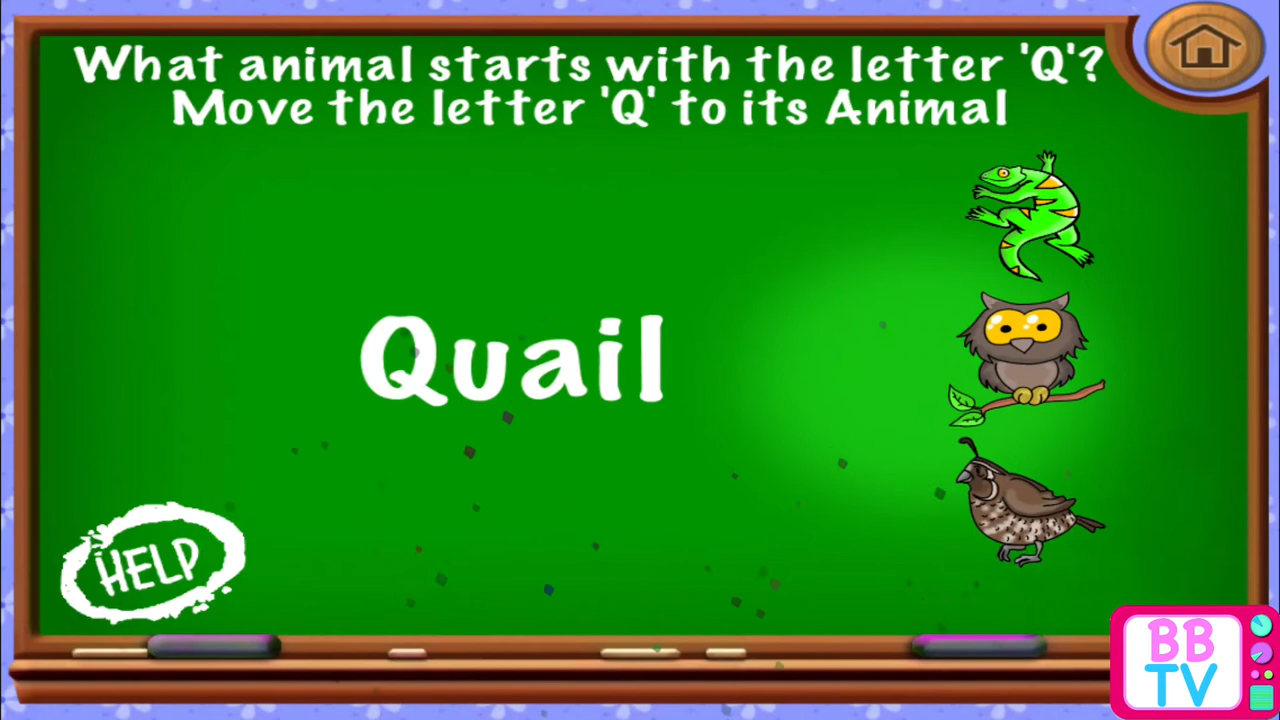 What animal starts with the letter 'Q'?
Move the letter 'Q' to its Animal
Quail
HELP
BB
TV